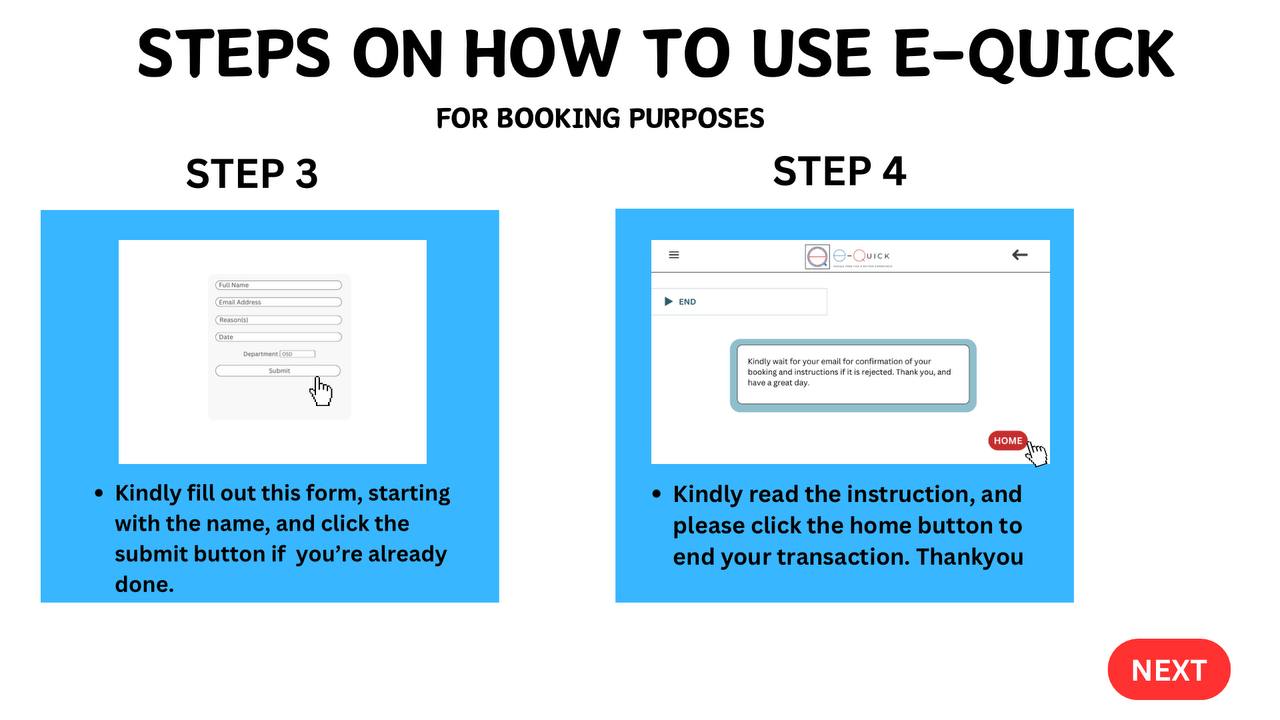 STEPS ON HOW TO USE E-QUICK
FOR BOOKING PURPOSES
STEP 3
Full Name
Email Address
Reason(s)
Date
Department OSD
Submit
• Kindly fill out this form, starting
with the name, and click the
submit button if you’re already
done.
STEP 4
E-QUICK
END
Kindly wait for your email for confirmation of your
booking and instructions if it is rejected. Thank you, and
have a great day.
HOME
• Kindly read the instruction, and
please click the home button to
end your transaction. Thankyou
NEXT